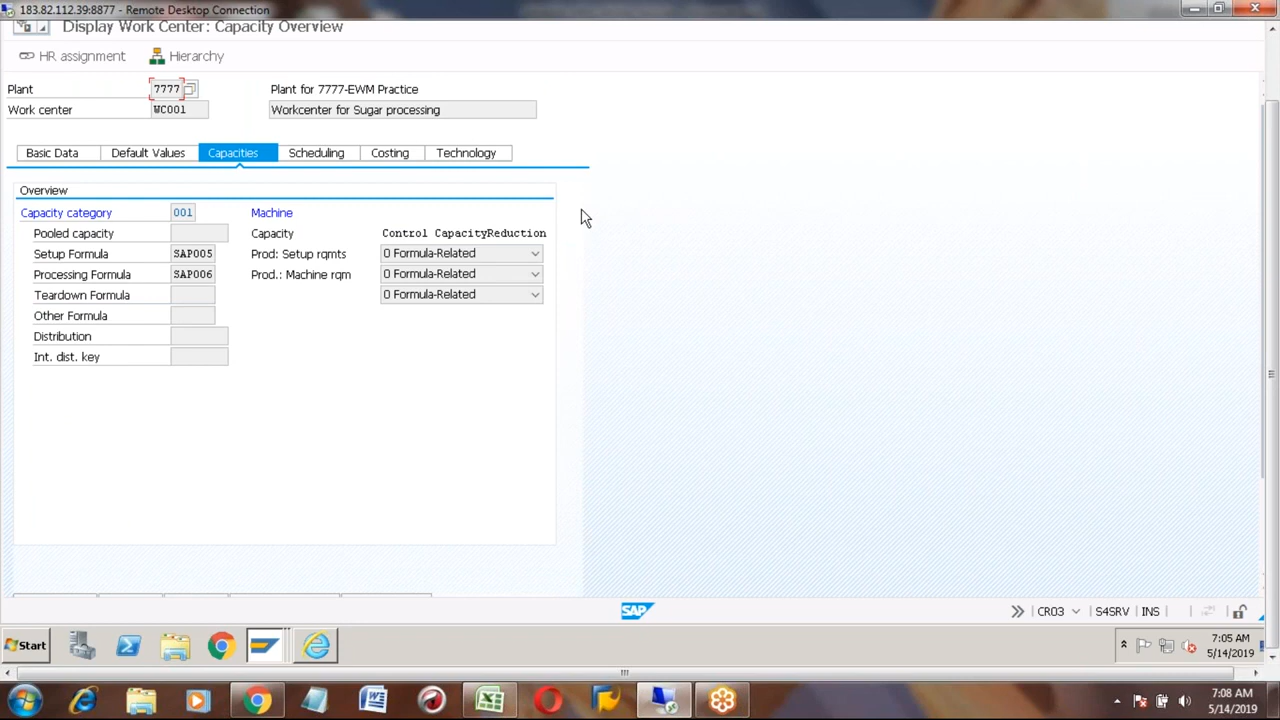 183.82.112.39:8877 - Remote Desktop Connection
Display Work Center: Capacity Overview
HR assignment Hierarchy
Plant 7777 Plant for 7777-EWM Practice
Work center WC001 Workcenter for Sugar processing
Basic Data Default Values Capacities Scheduling Costing Technology
Overview
Capacity category 001 Machine
Pooled capacity Capacity Control CapacityReduction
Setup Formula SAP005 Prod: Setup rqmts 0 Formula-Related
Processing Formula SAP006 Prod.: Machine rqm 0 Formula-Related
Teardown Formula 0 Formula-Related
Other Formula
Distribution
Int. dist. key
SAP CR03 S4SRV INS
Start 7:05 AM
5/14/2019
7:08 AM
5/14/2019